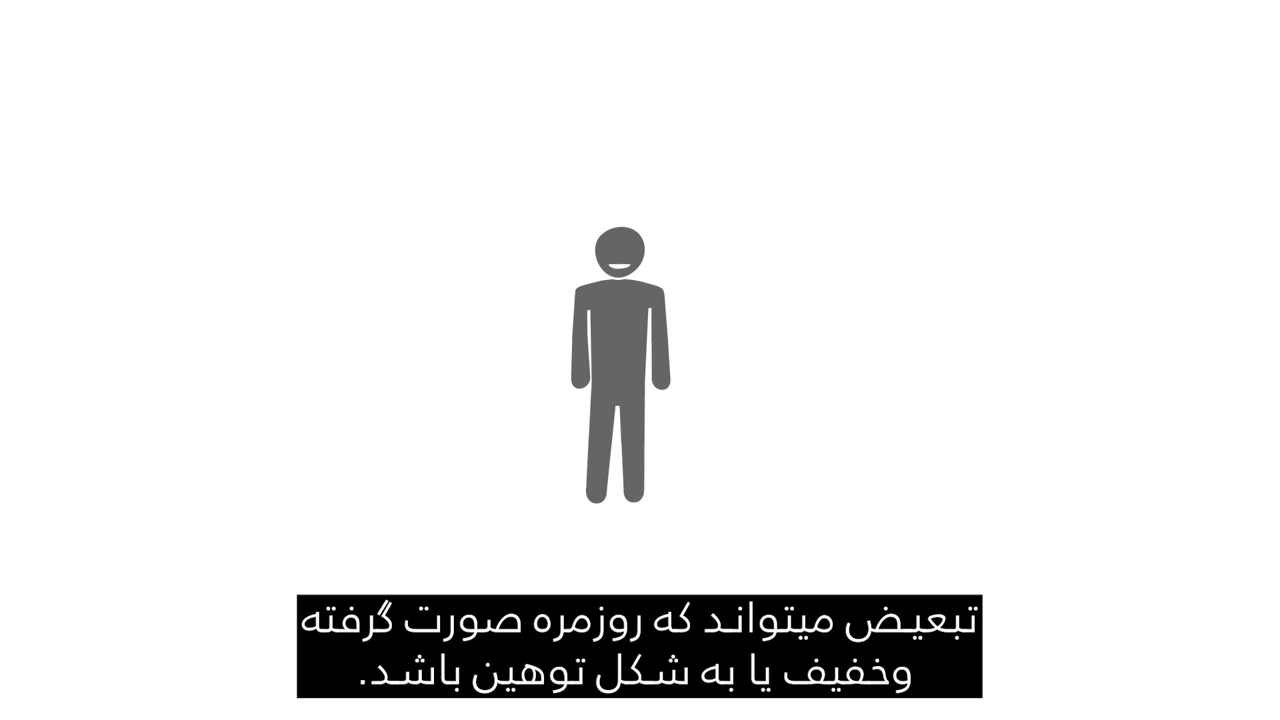 تبعیض میتواند که روزمره صورت گرفته
وخفیف یا به شکل توهین باشد.